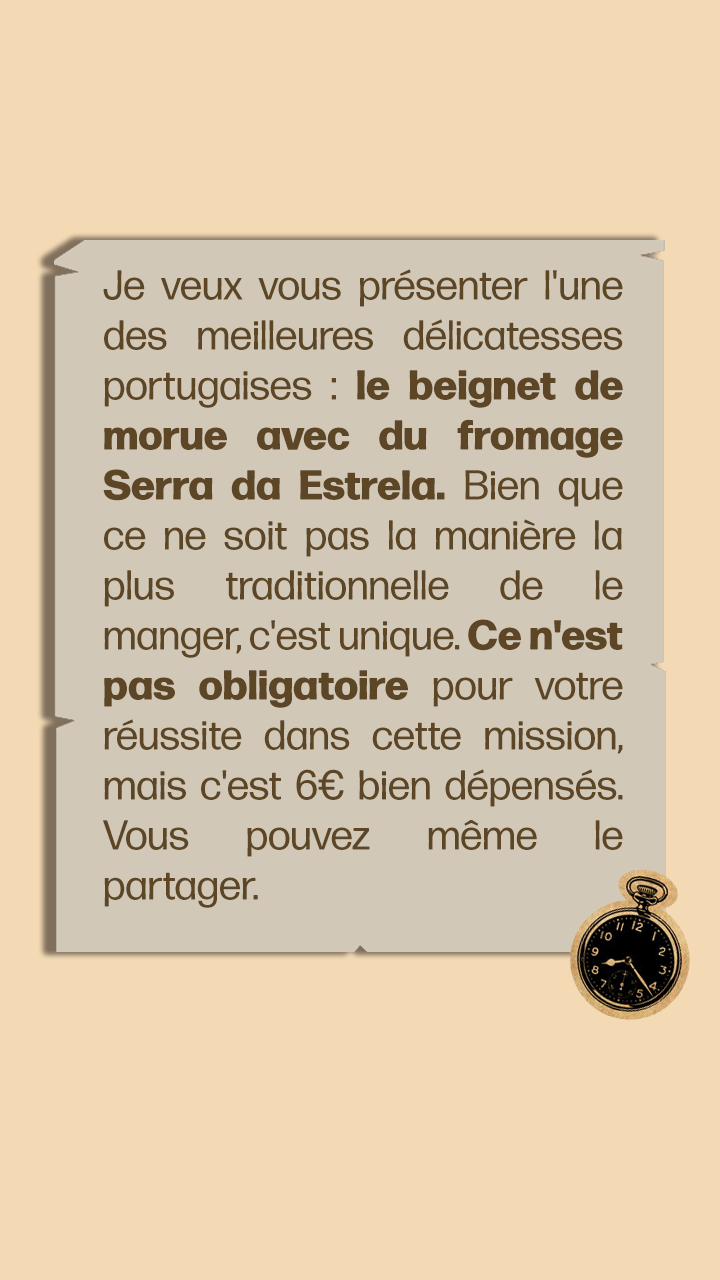 Je veux vous présenter l'une
des meilleures délicatesses
portugaises : le beignet de
morue avec du fromage
Serra da Estrela. Bien que
ce ne soit pas la manière la
plus traditionnelle de le
manger, c'est unique. Ce n'est
pas obligatoire pour votre
réussite dans cette mission,
mais c'est 6€ bien dépensés.
Vous pouvez même le
partager.
10 11 12 1
9 2
8 3
7 5 4